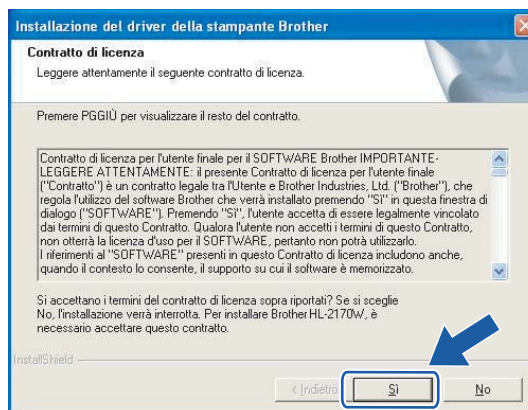 Installazione del driver della stampante Brother
Contratto di licenza
Leggere attentamente il seguente contratto di licenza.
Premere PGGIÙ per visualizzare il resto del contratto.
Contratto di licenza per l'utente finale per il SOFTWARE Brother IMPORTANTE-
LEGGERE ATTENTAMENTE: il presente Contratto di licenza per l'utente finale
("Contratto") è un contratto legale tra l'Utente e Brother Industries, Ltd. ("Brother"), che
regola l'utilizzo del software Brother che verrà installato premendo "Sì" in questa finestra di
dialogo ("SOFTWARE"). Premendo "Sì", l'utente accetta di essere legalmente vincolato
dai termini di questo Contratto. Qualora l'utente non accetti i termini di questo Contratto,
non otterrà la licenza d'uso per il SOFTWARE, pertanto non potrà utilizzarlo.
I riferimenti al "SOFTWARE" presenti in questo Contratto di licenza includono anche,
quando il contesto lo consente, il supporto su cui il software è memorizzato.
Si accettano i termini del contratto di licenza sopra riportati? Se si sceglie
No, l'installazione verrà interrotta. Per installare Brother HL-2170W, è
necessario accettare questo contratto.
InstallShield
< Indietro Sì No